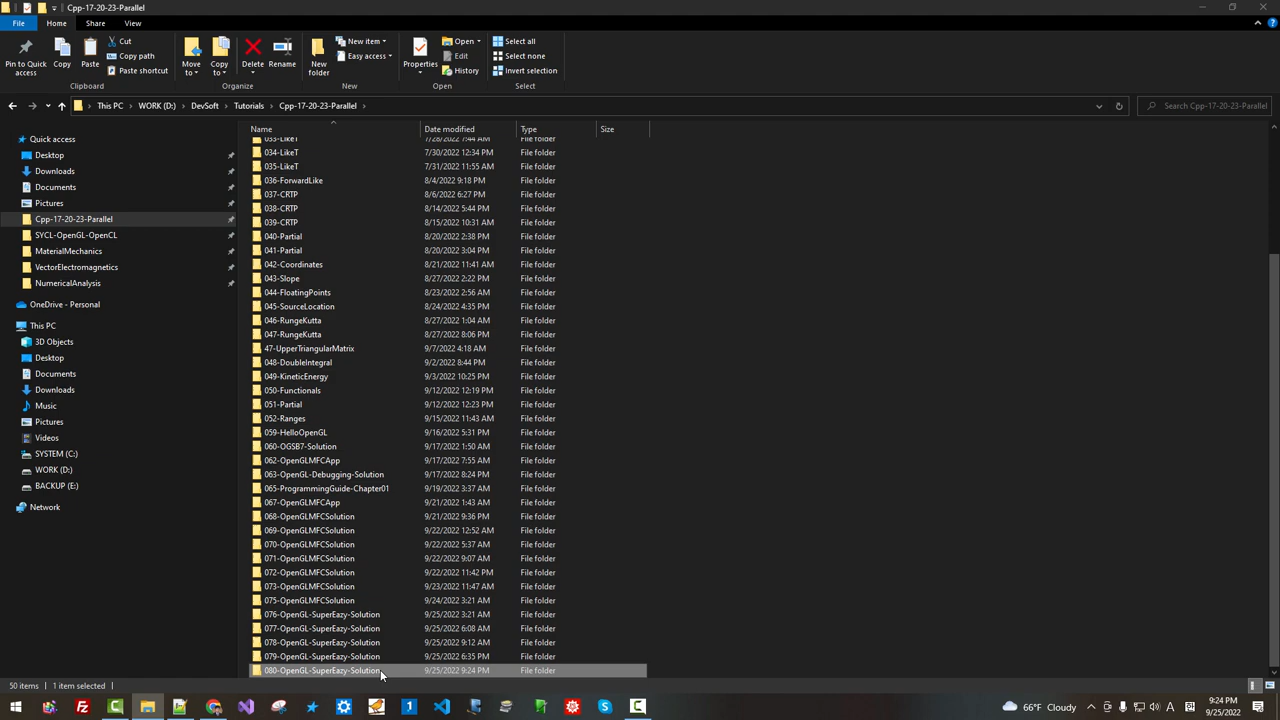 Cpp-17-20-23-Parallel
File Home Share View
Pin to Quick access
Copy
Paste
Cut
Copy path
Paste shortcut
Clipboard
Move to
Copy to
Delete
Rename
Organize
New folder
New item
Easy access
New
Properties
Open
Edit
History
Open
Select all
Select none
Invert selection
Select
This PC > WORK (D:) > DevSoft > Tutorials > Cpp-17-20-23-Parallel >
Search Cpp-17-20-23-Parallel
Quick access
Desktop
Downloads
Documents
Pictures
Cpp-17-20-23-Parallel
SYCL-OpenGL-OpenCL
MaterialMechanics
VectorElectromagnetics
NumericalAnalysis
OneDrive - Personal
This PC
3D Objects
Desktop
Documents
Downloads
Music
Pictures
Videos
SYSTEM (C:)
WORK (D:)
BACKUP (E:)
Network
Name Date modified Type Size
033-LikeT 7/28/2022 7:44 AM File folder
034-LikeT 7/30/2022 12:34 PM File folder
035-LikeT 7/31/2022 11:55 AM File folder
036-ForwardLike 8/4/2022 9:18 PM File folder
037-CRTP 8/6/2022 6:27 PM File folder
038-CRTP 8/14/2022 5:44 PM File folder
039-CRTP 8/15/2022 10:31 AM File folder
040-Partial 8/20/2022 2:38 PM File folder
041-Partial 8/20/2022 3:04 PM File folder
042-Coordinates 8/21/2022 11:41 AM File folder
043-Slope 8/27/2022 2:22 PM File folder
044-FloatingPoints 8/23/2022 2:56 AM File folder
045-SourceLocation 8/24/2022 4:35 PM File folder
046-RungeKutta 8/27/2022 1:04 AM File folder
047-RungeKutta 8/27/2022 8:06 PM File folder
47-UpperTriangularMatrix 9/7/2022 4:18 AM File folder
048-DoubleIntegral 9/2/2022 8:44 PM File folder
049-KineticEnergy 9/3/2022 10:25 PM File folder
050-Functionals 9/12/2022 12:19 PM File folder
051-Partial 9/12/2022 12:23 PM File folder
052-Ranges 9/15/2022 11:43 AM File folder
059-HelloOpenGL 9/16/2022 5:31 PM File folder
060-OGSB7-Solution 9/17/2022 1:50 AM File folder
062-OpenGLMFCApp 9/17/2022 7:55 AM File folder
063-OpenGL-Debugging-Solution 9/17/2022 8:24 PM File folder
065-ProgrammingGuide-Chapter01 9/19/2022 3:37 AM File folder
067-OpenGLMFCApp 9/21/2022 1:43 AM File folder
068-OpenGLMFCSolution 9/21/2022 9:36 PM File folder
069-OpenGLMFCSolution 9/22/2022 12:52 AM File folder
070-OpenGLMFCSolution 9/22/2022 5:37 AM File folder
071-OpenGLMFCSolution 9/22/2022 9:07 AM File folder
072-OpenGLMFCSolution 9/22/2022 11:42 PM File folder
073-OpenGLMFCSolution 9/23/2022 11:47 AM File folder
075-OpenGLMFCSolution 9/24/2022 3:21 AM File folder
076-OpenGL-SuperEazy-Solution 9/25/2022 3:21 AM File folder
077-OpenGL-SuperEazy-Solution 9/25/2022 6:08 AM File folder
078-OpenGL-SuperEazy-Solution 9/25/2022 9:12 AM File folder
079-OpenGL-SuperEazy-Solution 9/25/2022 6:35 PM File folder
080-OpenGL-SuperEazy-Solution 9/25/2022 9:24 PM File folder
50 items 1 item selected
66°F Cloudy
A
9:24 PM
9/25/2022